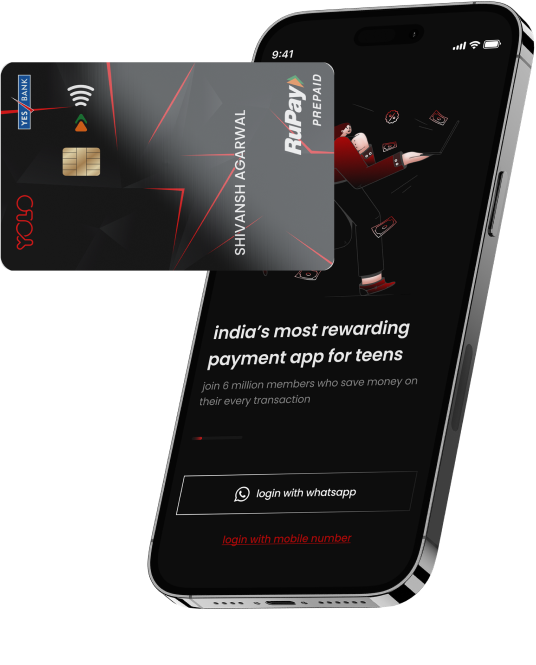 YES BANK
YOLO
SHIVANSH AGARWAL
RuPay
PREPAID
9:41
india's most rewarding
payment app for teens
join 6 million members who save money on
their every transaction
login with whatsapp
login with mobile number